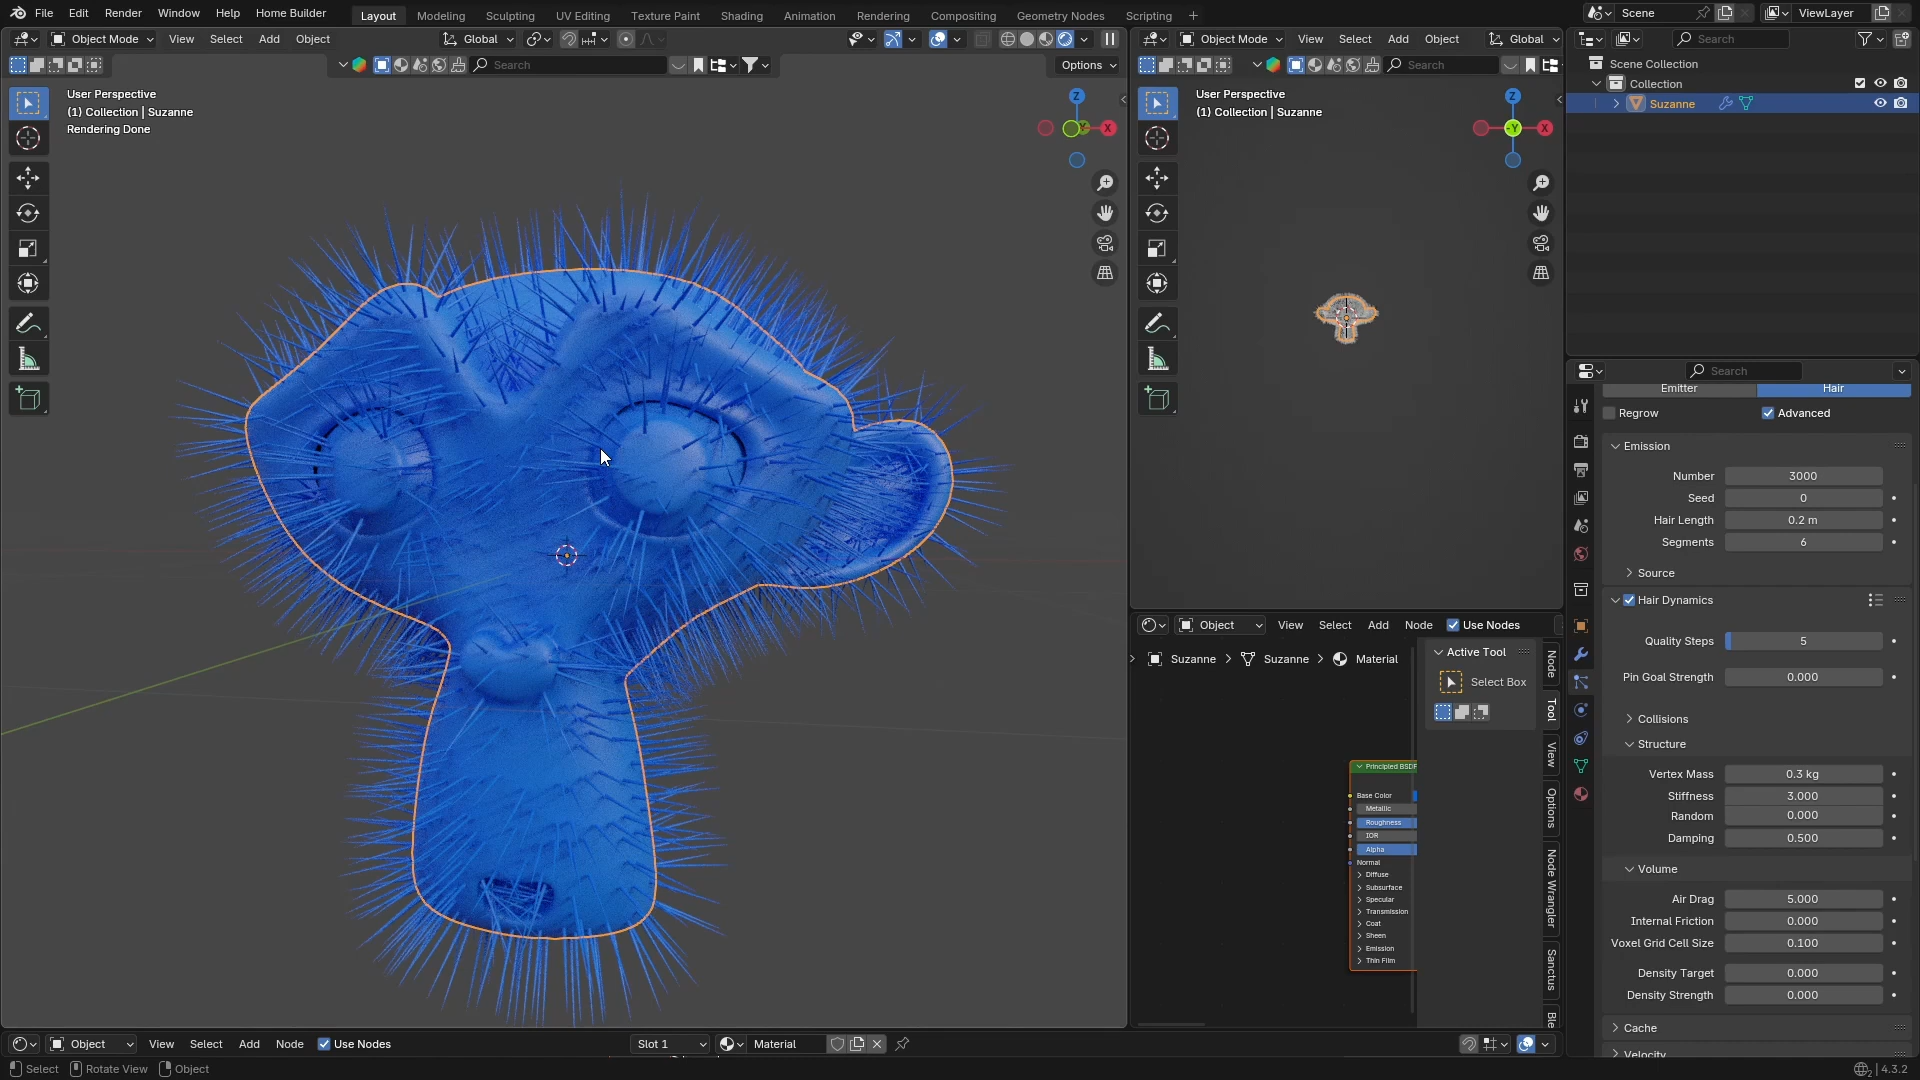 File Edit Render Window Help Home Builder Layout Modeling Sculpting UV Editing Texture Paint Shading Animation Rendering Compositing Geometry Nodes Scripting + Scene ViewLayer
Object Mode View Select Add Object Global
Object Mode View Select Add Object Global
Search
Search Options
Search
User Perspective
(1) Collection | Suzanne
Rendering Done
Z
X
User Perspective
(1) Collection | Suzanne
Z
-Y
X
Scene Collection
Collection
Suzanne
Search
Emitter Hair
Regrow Advanced
Emission
Number 3000
Seed 0
Hair Length 0.2 m
Segments 6
Source
Hair Dynamics
Quality Steps 5
Pin Goal Strength 0.000
Collisions
Structure
Vertex Mass 0.3 kg
Stiffness 3.000
Random 0.000
Damping 0.500
Volume
Air Drag 5.000
Internal Friction 0.000
Voxel Grid Cell Size 0.100
Density Target 0.000
Density Strength 0.000
Cache
Velocity
Object View Select Add Node Use Nodes
Suzanne > Suzanne > Material
Active Tool
Select Box
Node
Tool
View
Options
Node Wrangler
Sanctus
Ble
Principled BSDF
Base Color
Metallic
Roughness
IOR
Alpha
Normal
Diffuse
Subsurface
Specular
Transmission
Coat
Sheen
Emission
Thin Film
Object View Select Add Node Use Nodes Slot 1 Material
Select Rotate View Object 4.3.2